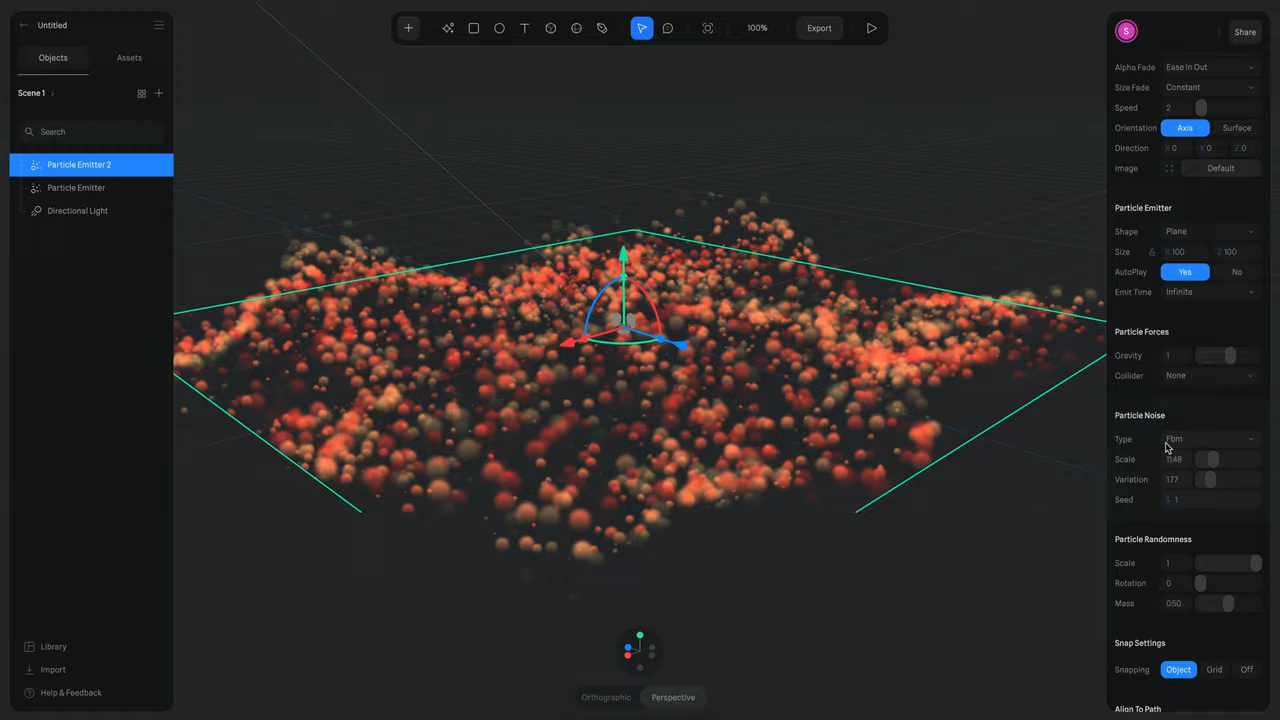 Untitled
Objects
Assets
Scene 1
Search
Particle Emitter 2
Particle Emitter
Directional Light
Library
Import
Help & Feedback
100%
Export
Orthographic
Perspective
S
Share
Alpha Fade Ease In Out
Size Fade Constant
Speed 2
Orientation Axis Surface
Direction X 0 Y 0 Z 0
Image Default
Particle Emitter
Shape Plane
Size X 100 Z 100
AutoPlay Yes No
Emit Time Infinite
Particle Forces
Gravity 1
Collider None
Particle Noise
Type Fbm
Scale 11.48
Variation 1.77
Seed S 1
Particle Randomness
Scale 1
Rotation 0
Mass 0.50
Snap Settings
Snapping Object Grid Off
Align To Path